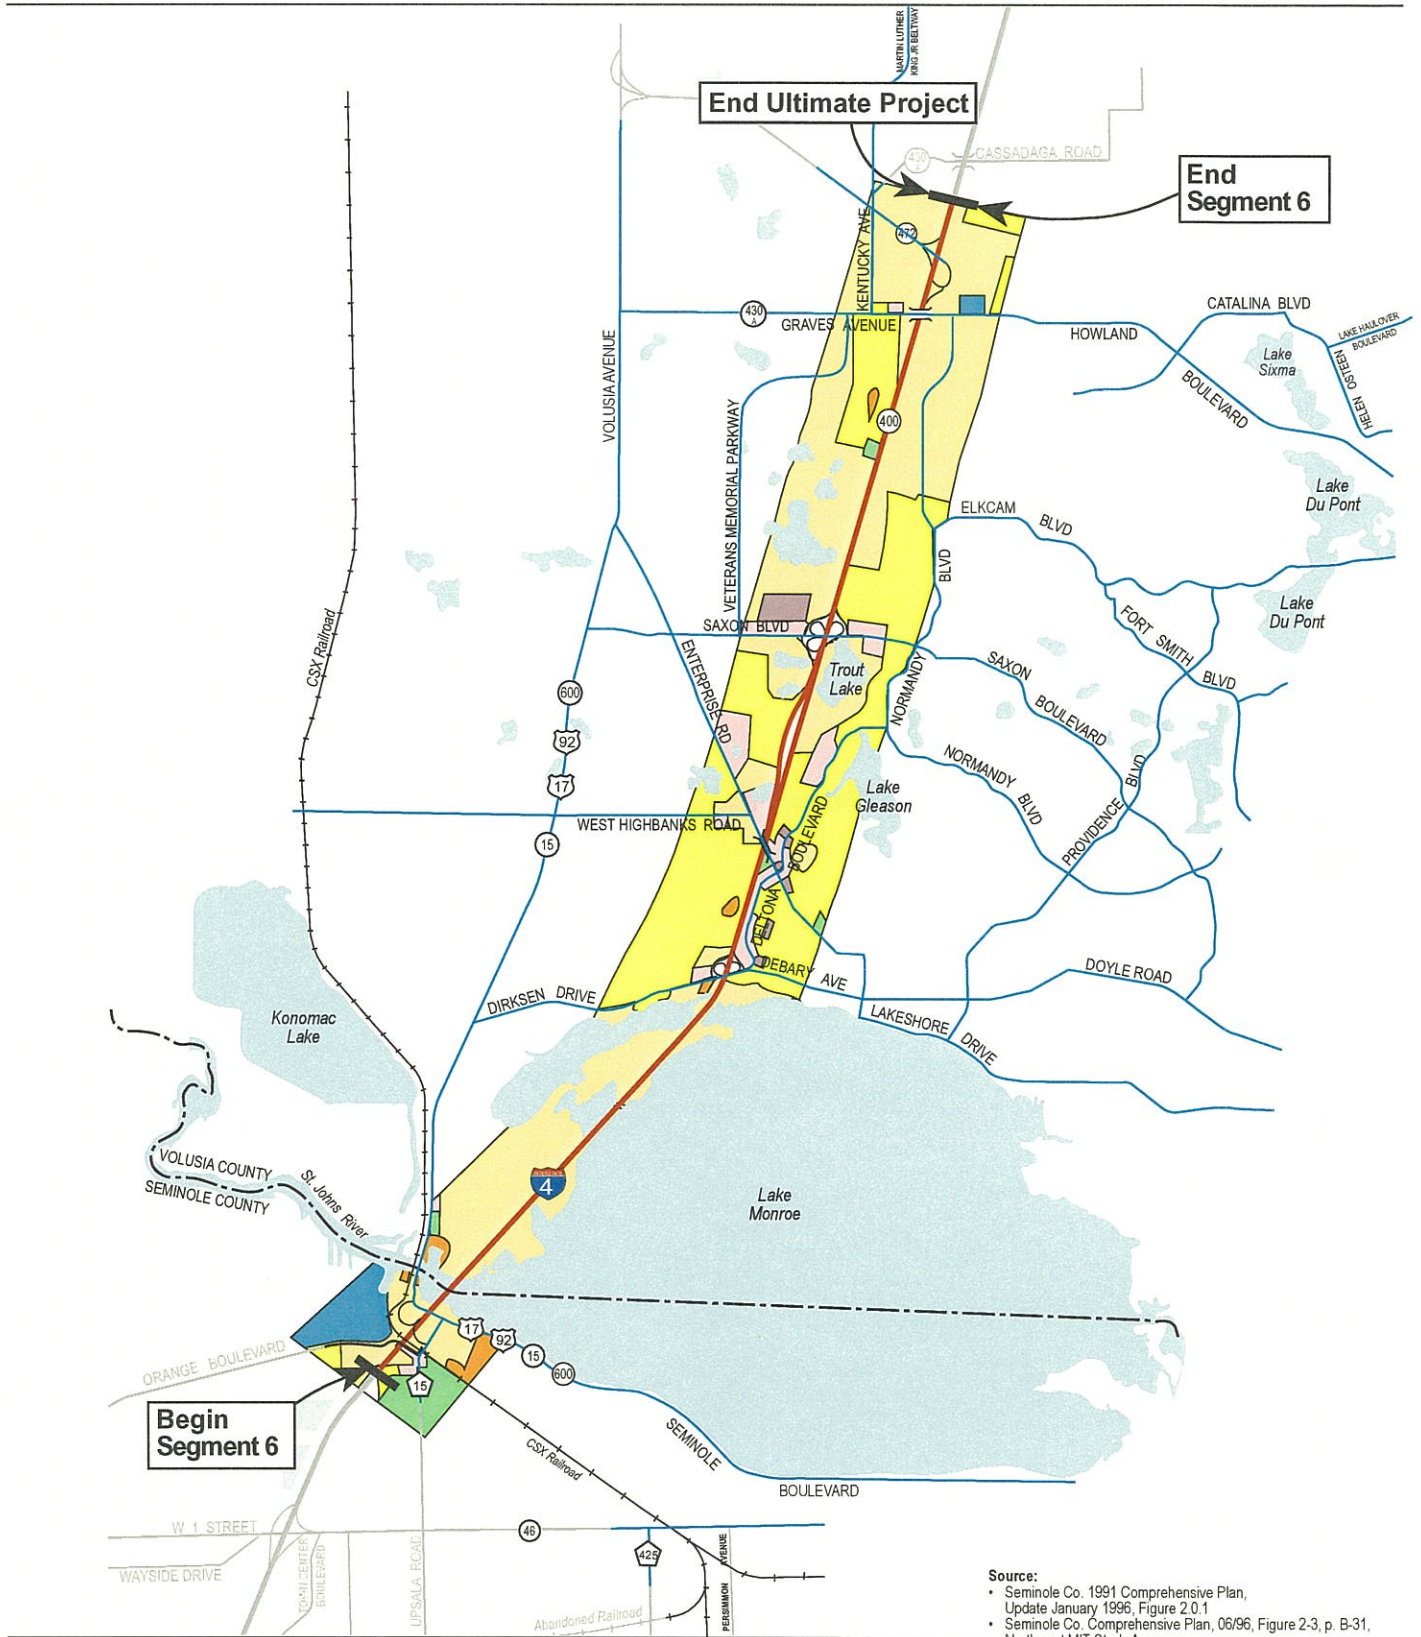 MARTIN LUTHER
KING JR BELTWAY
End Ultimate Project
430
CASSADAGA ROAD
End
Segment 6
KENTUCKY AVE
472
430
A
GRAVES AVENUE
HOWLAND
BOULEVARD
CATALINA BLVD
LAKE HAULOVER
BOULEVARD
HELEN OSTEEN
Lake
Sixma
VOLUSIA AVENUE
VETERANS MEMORIAL PARKWAY
400
Lake
Du Pont
ELKCAM BLVD
BLVD
NORMANDY
Lake
Du Pont
FORT SMITH BLVD
CSX Railroad
SAXON BLVD
ENTERPRISE RD
Trout
Lake
SAXON
BOULEVARD
600
92
17
15
NORMANDY BLVD
PROVIDENCE BLVD
Lake
Gleason
WEST HIGHBANKS ROAD
DELTONA BOULEVARD
DEBARY AVE
DOYLE ROAD
DIRKSEN DRIVE
LAKESHORE DRIVE
Konomac
Lake
VOLUSIA COUNTY
SEMINOLE COUNTY
St. Johns River
4
Lake
Monroe
17
92
15
600
ORANGE BOULEVARD
15
Begin
Segment 6
SEMINOLE
BOULEVARD
CSX Railroad
W 1 STREET
46
WAYSIDE DRIVE
TOWN CENTER
BOULEVARD
UPSALA ROAD
425
PERSIMMON AVENUE
Abandoned Railroad
Source:
• Seminole Co. 1991 Comprehensive Plan,
Update January 1996, Figure 2.0.1
• Seminole Co. Comprehensive Plan, 06/96, Figure 2-3, p. B-31,